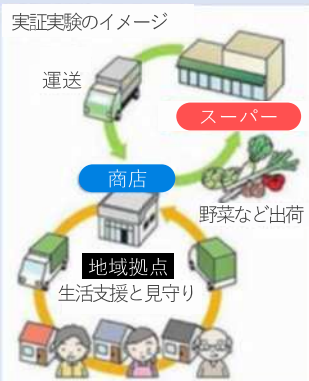 実証実験のイメージ
運送
スーパー
商店
野菜など出荷
地域拠点
生活支援と見守り